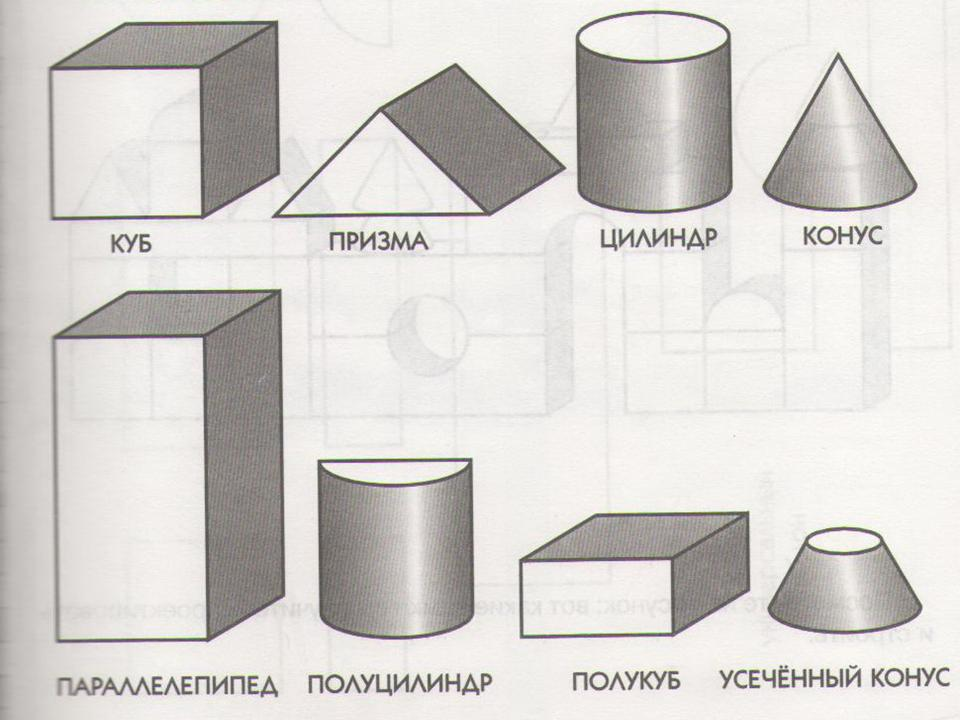 КУБ
ПРИЗМА
ЦИЛИНДР
КОНУС
ПАРАЛЛЕЛЕПИПЕД
ПОЛУЦИЛИНДР
ПОЛУКУБ
УСЕЧЁННЫЙ КОНУС